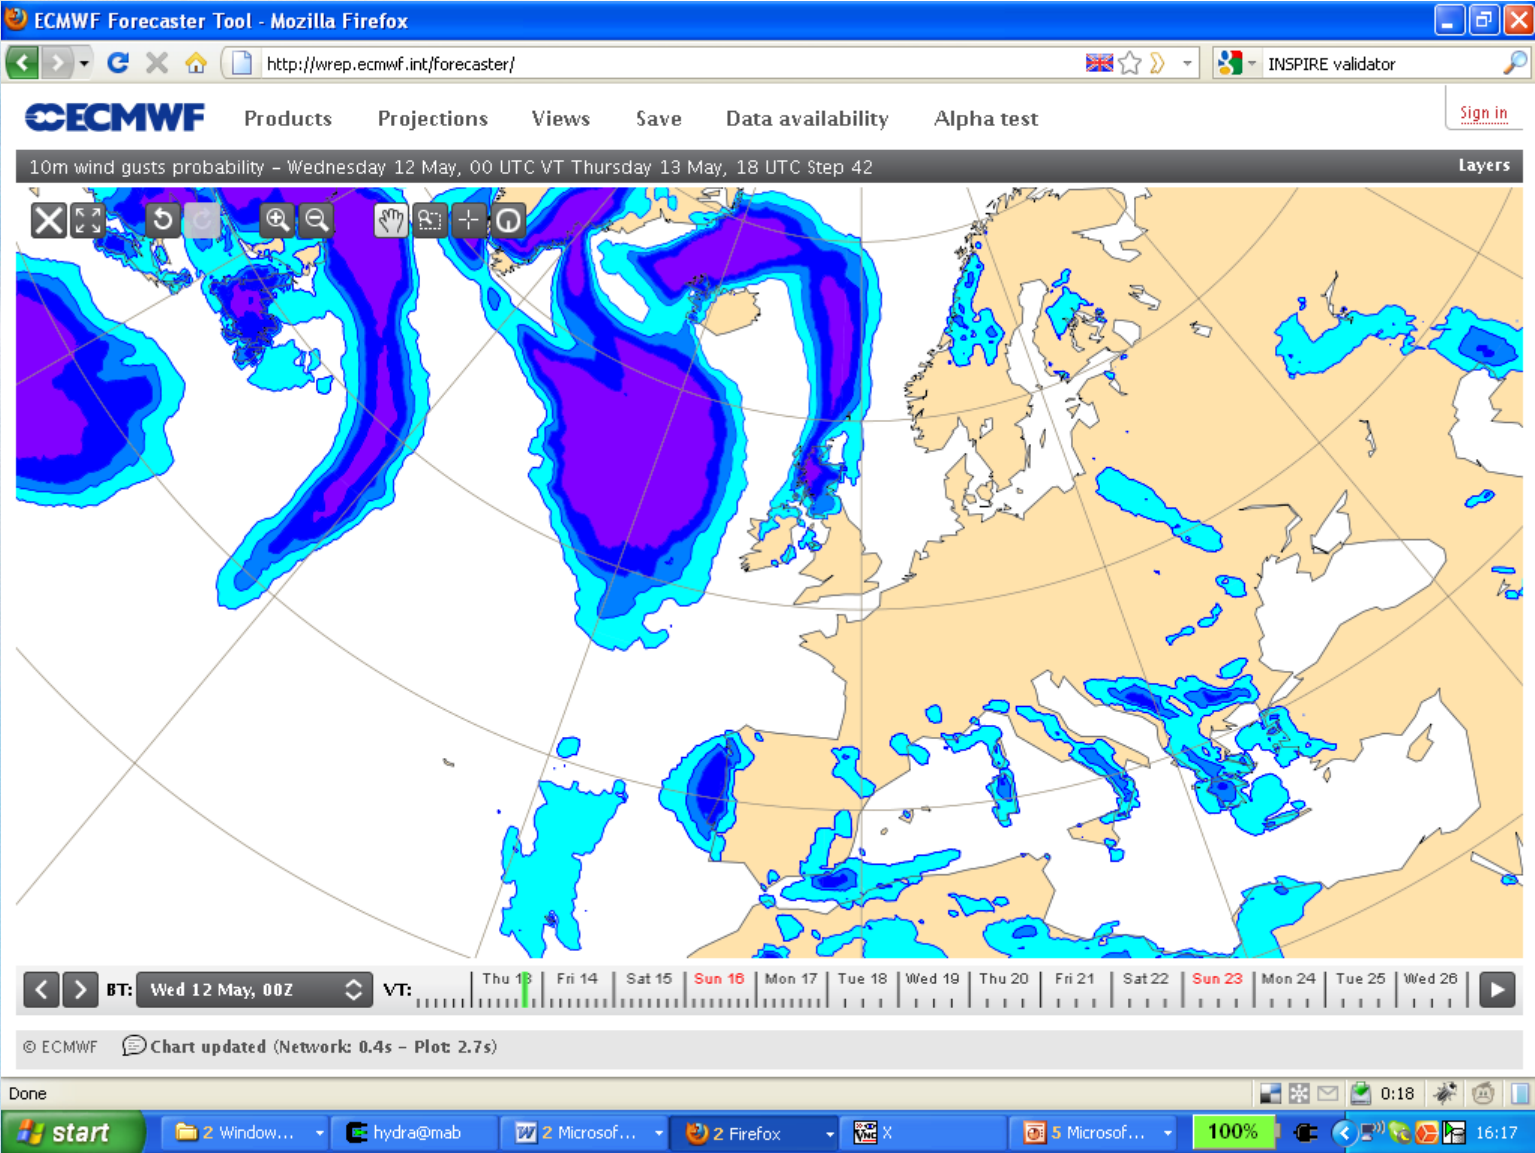 ECMWF Forecaster Tool - Mozilla Firefox
http://wrep.ecmwf.int/forecaster/
INSPIRE validator
ECMWF Products Projections Views Save Data availability Alpha test Sign in
10m wind gusts probability - Wednesday 12 May, 00 UTC VT Thursday 13 May, 18 UTC Step 42 Layers
BT: Wed 12 May, 00Z VT: Thu 13 Fri 14 Sat 15 Sun 16 Mon 17 Tue 18 Wed 19 Thu 20 Fri 21 Sat 22 Sun 23 Mon 24 Tue 25 Wed 26
© ECMWF Chart updated (Network: 0.4s - Plot: 2.7s)
Done 0:18
start 2 Window... hydra@mab 2 Microsof... 2 Firefox VNC X 5 Microsof... 100% 16:17